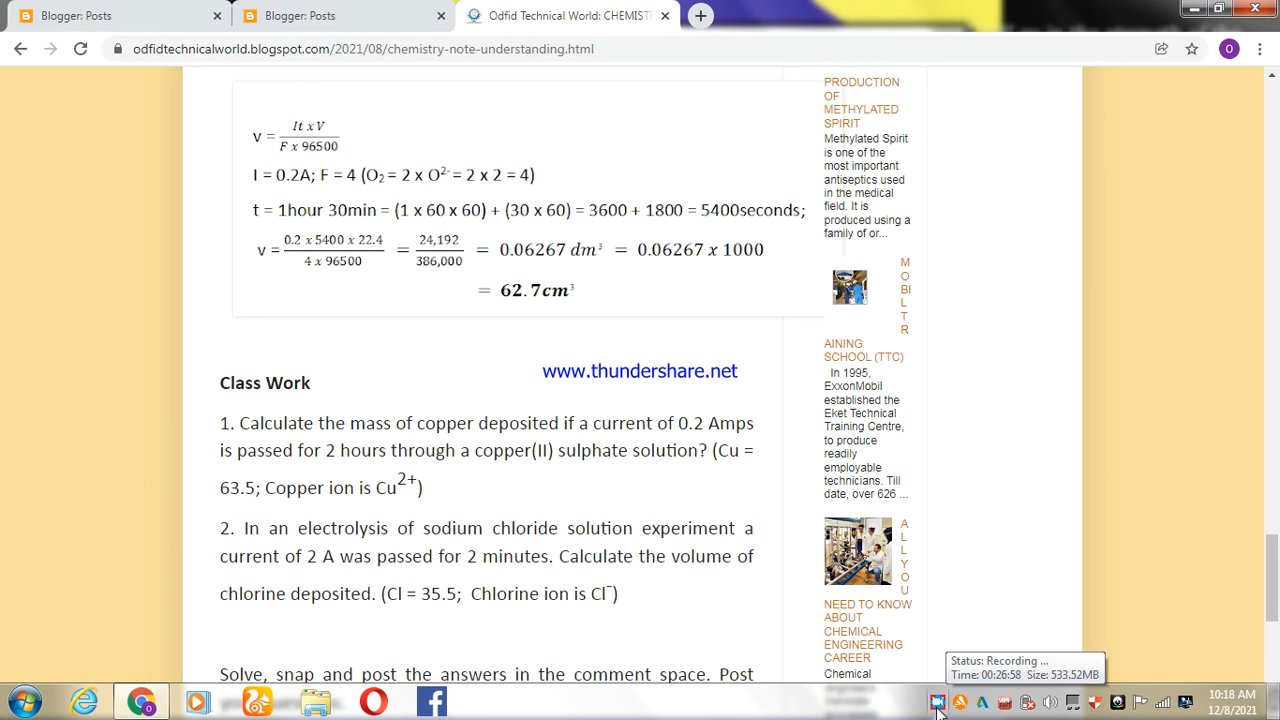 Blogger: Posts
Blogger: Posts
Odfid Technical World: CHEMIST
odfidtechnicalworld.blogspot.com/2021/08/chemistry-note-understanding.html
O
v = It x V / F x 96500
I = 0.2A; F = 4 (O₂ = 2 x O²⁻ = 2 x 2 = 4)
t = 1hour 30min = (1 x 60 x 60) + (30 x 60) = 3600 + 1800 = 5400seconds;
v = 0.2 x 5400 x 22.4 / 4 x 96500 = 24,192 / 386,000 = 0.06267 dm³ = 0.06267 x 1000
= 62.7cm³
www.thundershare.net
Class Work
1. Calculate the mass of copper deposited if a current of 0.2 Amps
is passed for 2 hours through a copper(II) sulphate solution? (Cu =
63.5; Copper ion is Cu²⁺)
2. In an electrolysis of sodium chloride solution experiment a
current of 2 A was passed for 2 minutes. Calculate the volume of
chlorine deposited. (Cl = 35.5; Chlorine ion is Cl⁻)
Solve, snap and post the answers in the comment space. Post
PRODUCTION
OF
METHYLATED
SPIRIT
Methylated Spirit
is one of the
most important
antiseptics used
in the medical
field. It is
produced using a
family of or...
M
O
BI
L
T
R
AINING
SCHOOL (TTC)
In 1995,
ExxonMobil
established the
Eket Technical
Training Centre,
to produce
readily
employable
technicians. Till
date, over 626 ...
A
L
L
Y
O
U
NEED TO KNOW
ABOUT
CHEMICAL
ENGINEERING
CAREER
Chemical
Status: Recording ...
Time: 00:26:58 Size: 533.52MB
10:18 AM
12/8/2021